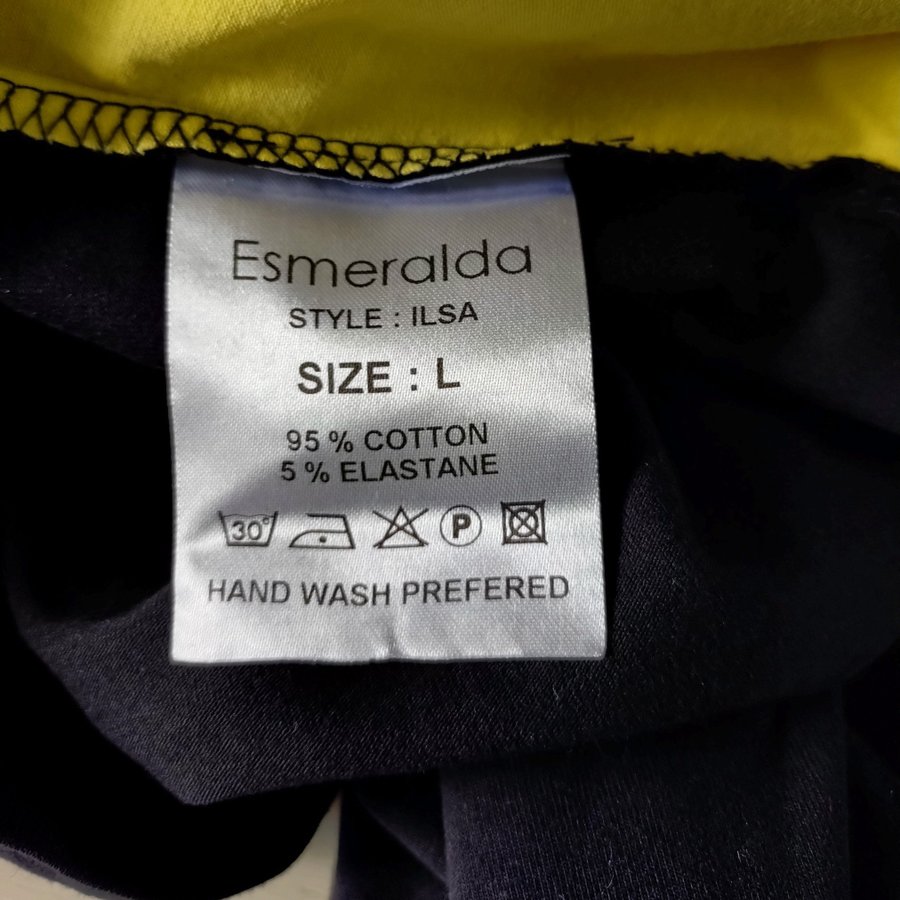 Esmeralda
STYLE : ILSA
SIZE : L
95 % COTTON
5 % ELASTANE
30° P
HAND WASH PREFERED